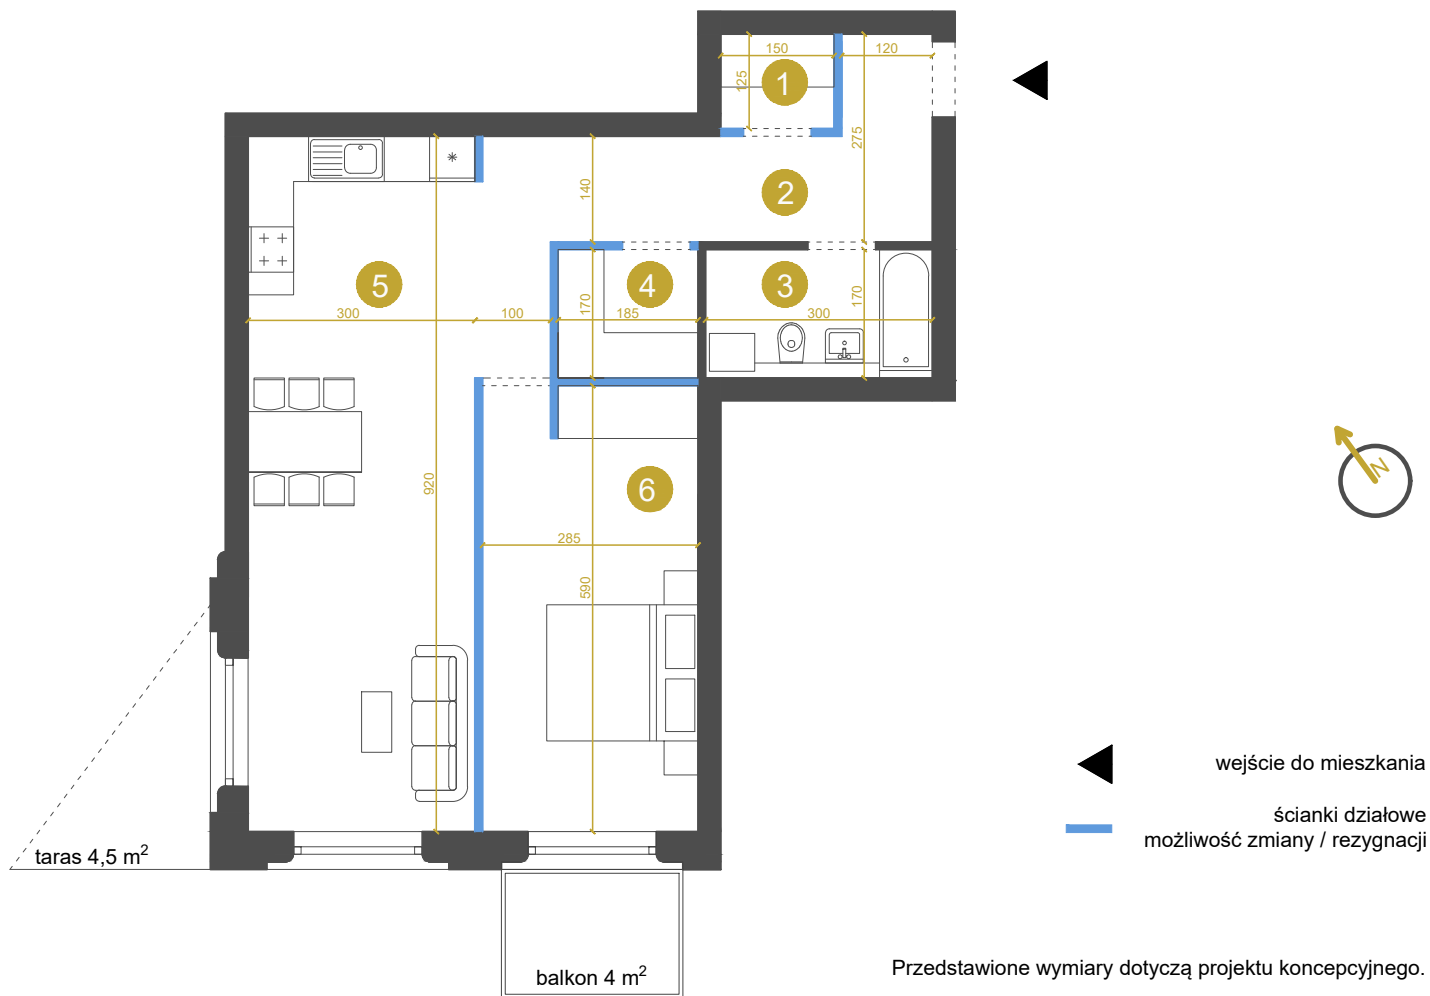 150
120
125
1
275
140
2
5
4
3
170
170
300
100
185
300
920
6
285
590
N
wejście do mieszkania
ścianki działowe
możliwość zmiany / rezygnacji
taras 4,5 m²
balkon 4 m²
Przedstawione wymiary dotyczą projektu koncepcyjnego.